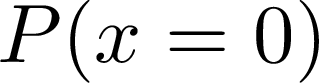 P(x = 0)